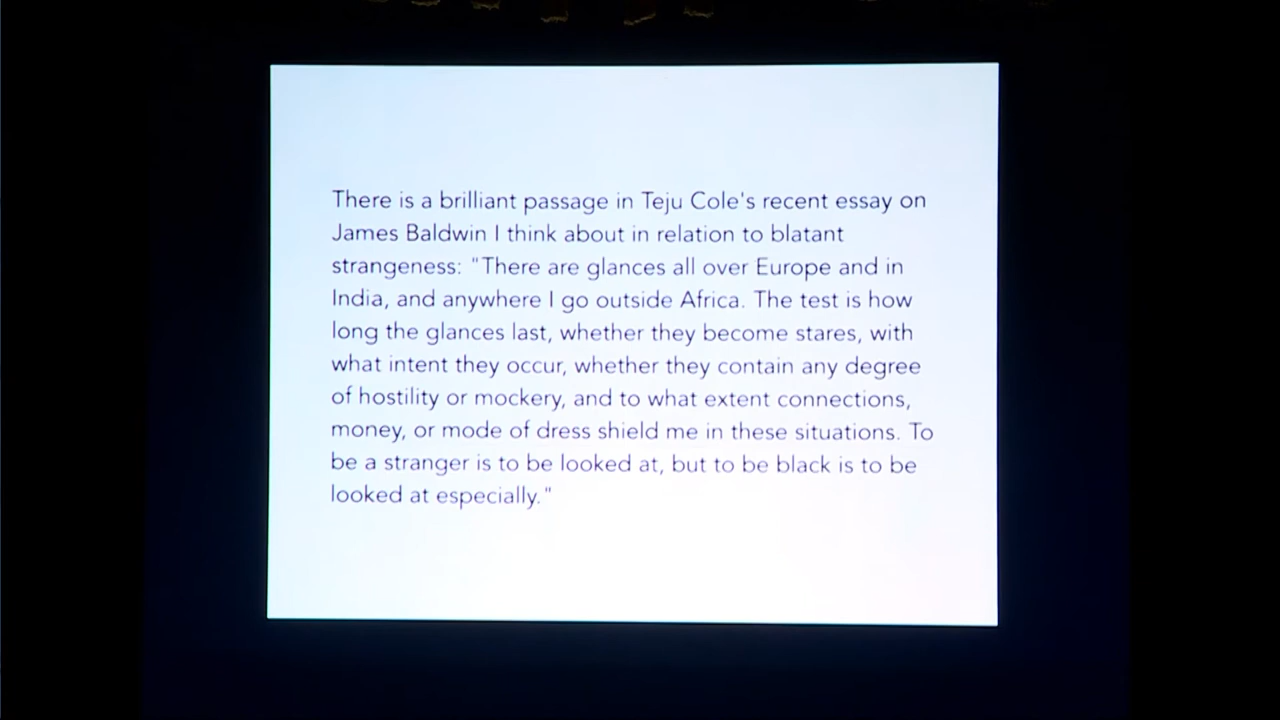 There is a brilliant passage in Teju Cole's recent essay on
James Baldwin I think about in relation to blatant
strangeness: "There are glances all over Europe and in
India, and anywhere I go outside Africa. The test is how
long the glances last, whether they become stares, with
what intent they occur, whether they contain any degree
of hostility or mockery, and to what extent connections,
money, or mode of dress shield me in these situations. To
be a stranger is to be looked at, but to be black is to be
looked at especially."